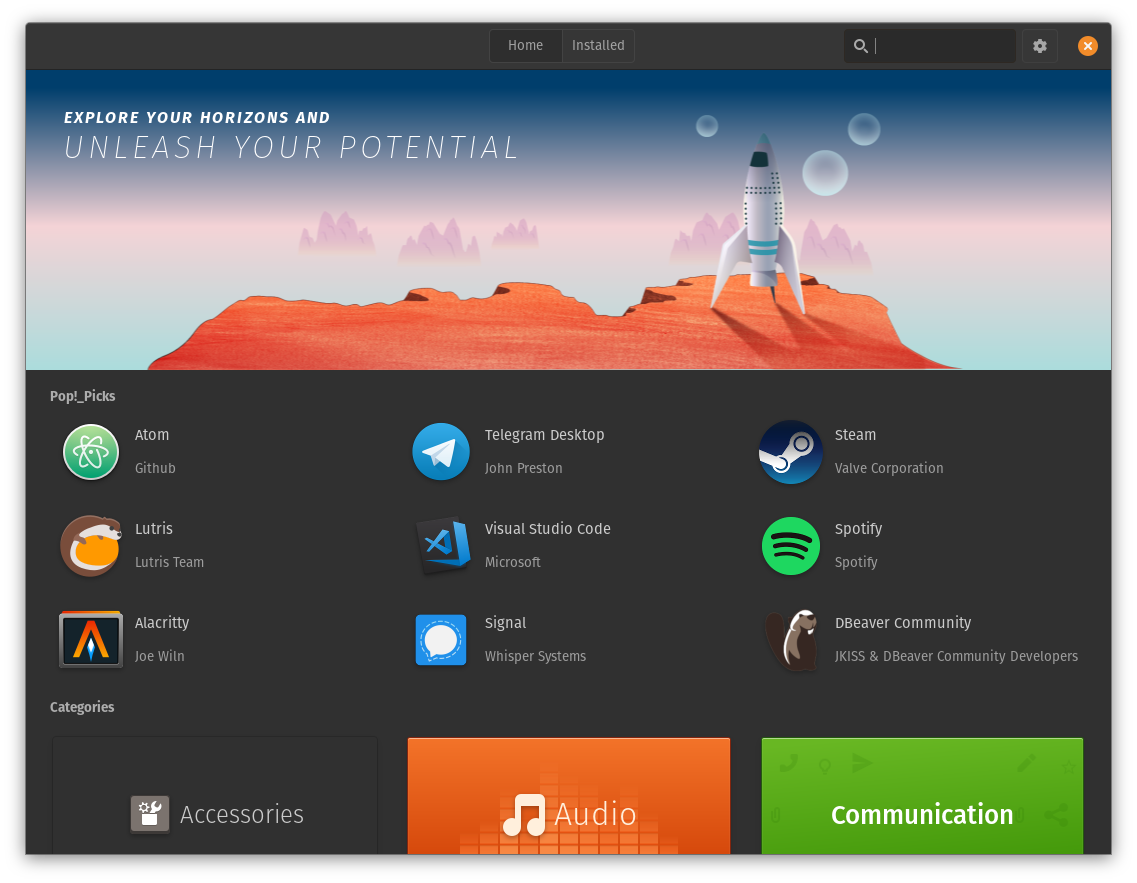 Home Installed
EXPLORE YOUR HORIZONS AND
UNLEASH YOUR POTENTIAL
Pop!_Picks
Atom
Github
Telegram Desktop
John Preston
Steam
Valve Corporation
Lutris
Lutris Team
Visual Studio Code
Microsoft
Spotify
Spotify
Alacritty
Joe Wiln
Signal
Whisper Systems
DBeaver Community
JKISS & DBeaver Community Developers
Categories
Accessories
Audio
Communication